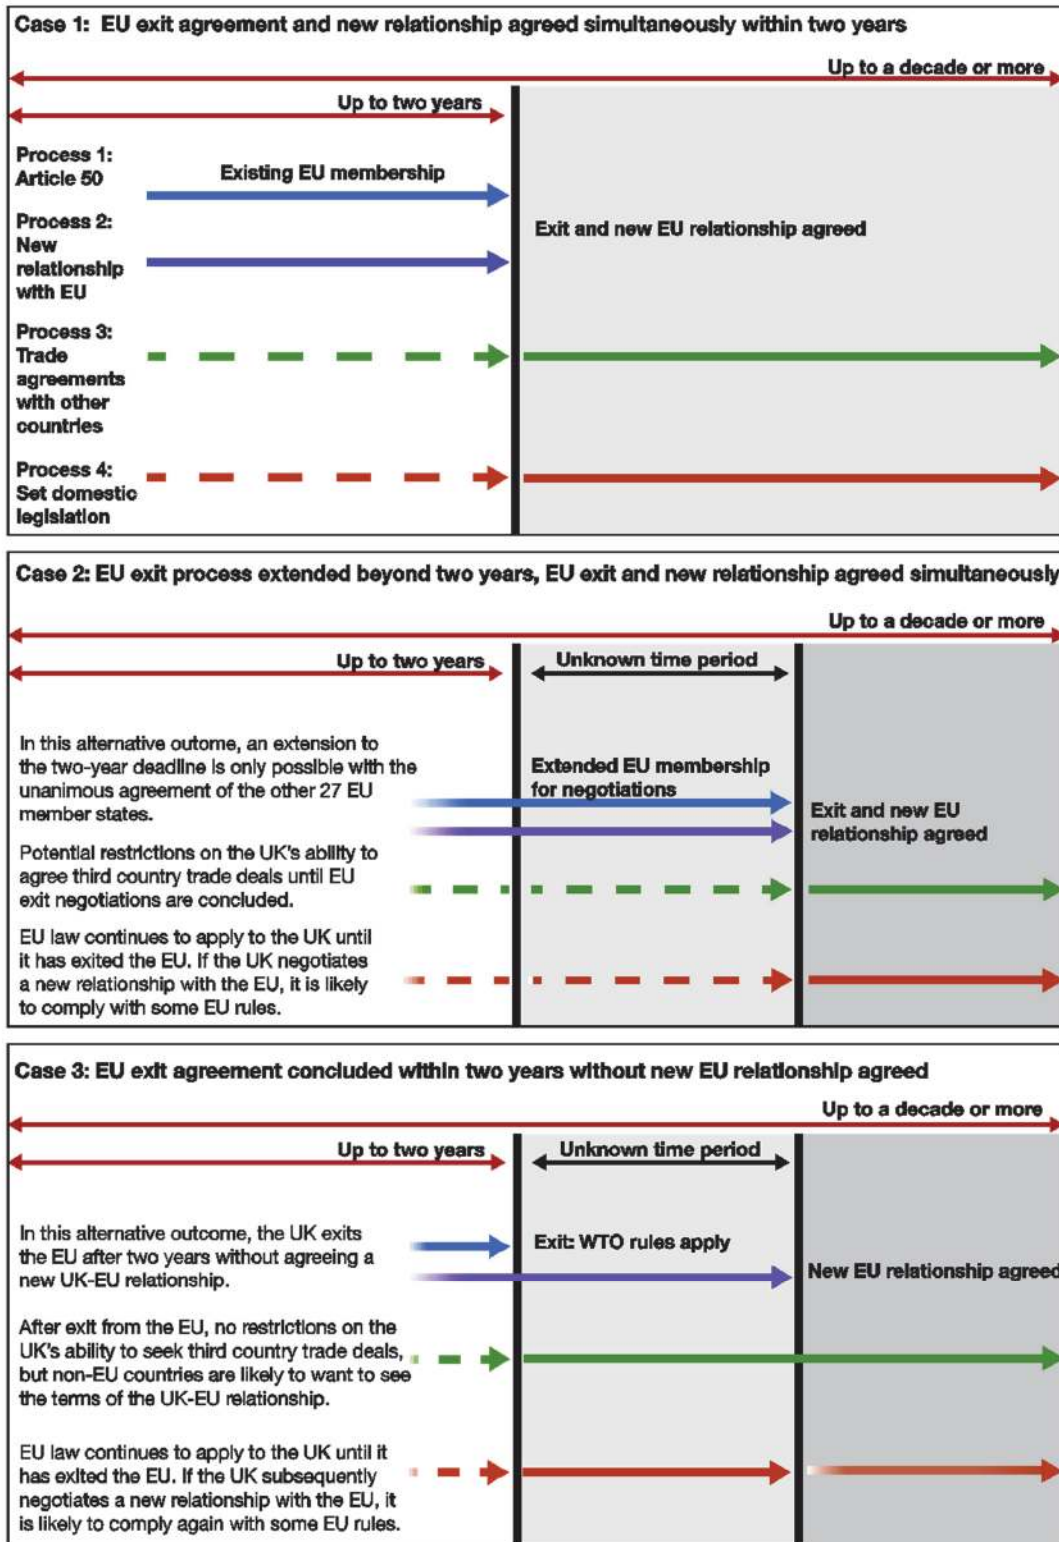 Case 1: EU exit agreement and new relationship agreed simultaneously within two years
Up to a decade or more
Up to two years
Process 1:
Article 50
Existing EU membership
Process 2:
New
relationship
with EU
Exit and new EU relationship agreed
Process 3:
Trade
agreements
with other
countries
Process 4:
Set domestic
legislation
Case 2: EU exit process extended beyond two years, EU exit and new relationship agreed simultaneously
Up to a decade or more
Up to two years
Unknown time period
In this alternative outome, an extension to
the two-year deadline is only possible with the
unanimous agreement of the other 27 EU
member states.
Extended EU membership
for negotiations
Exit and new EU
relationship agreed
Potential restrictions on the UK's ability to
agree third country trade deals until EU
exit negotiations are concluded.
EU law continues to apply to the UK until
it has exited the EU. If the UK negotiates
a new relationship with the EU, it is likely
to comply with some EU rules.
Case 3: EU exit agreement concluded within two years without new EU relationship agreed
Up to a decade or more
Up to two years
Unknown time period
In this alternative outcome, the UK exits
the EU after two years without agreeing a
new UK-EU relationship.
Exit: WTO rules apply
New EU relationship agreed
After exit from the EU, no restrictions on the
UK's ability to seek third country trade deals,
but non-EU countries are likely to want to see
the terms of the UK-EU relationship.
EU law continues to apply to the UK until it
has exited the EU. If the UK subsequently
negotiates a new relationship with the EU, it
is likely to comply again with some EU rules.